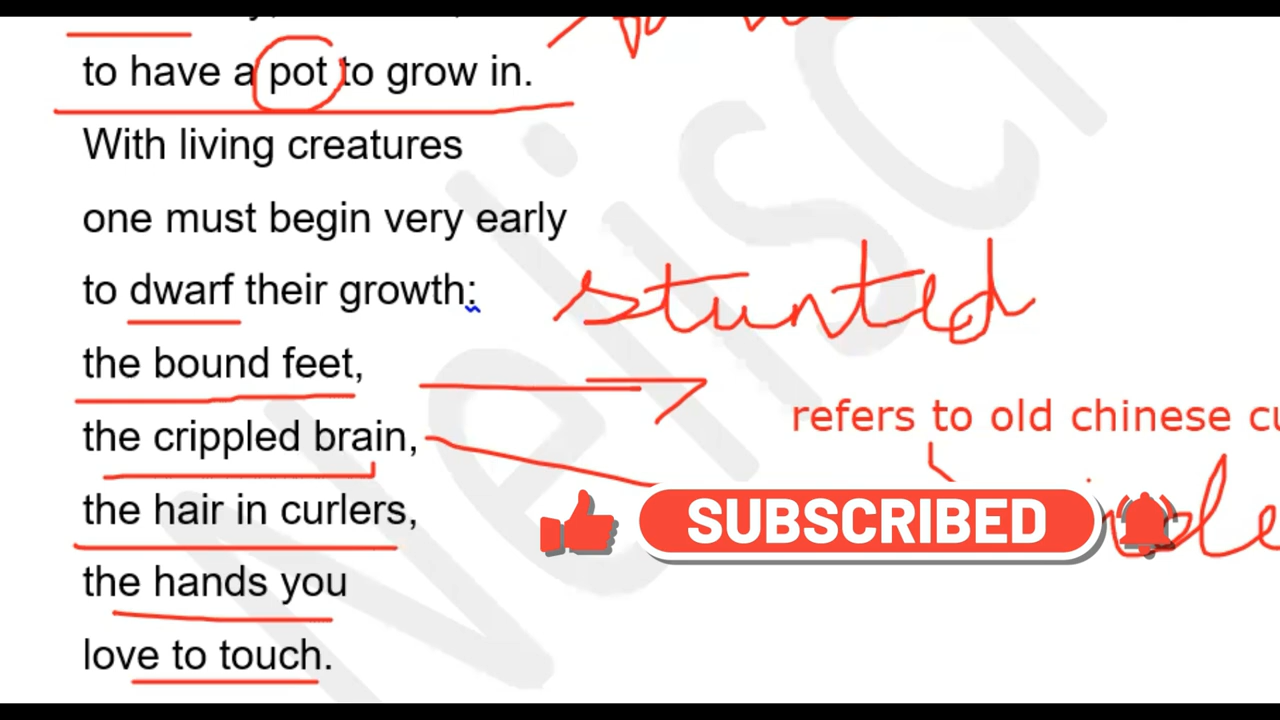 to have a pot to grow in.
With living creatures
one must begin very early
to dwarf their growth:
stunted
the bound feet,
refers to old chinese cu
the crippled brain,
the hair in curlers,
SUBSCRIBED
the hands you
love to touch.